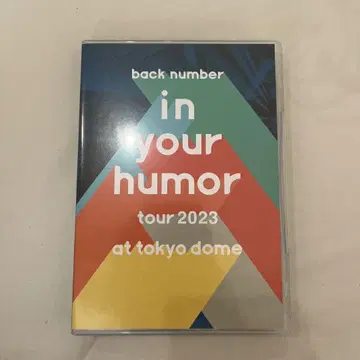 back number
in
your
humor
tour 2023
at tokyo dome